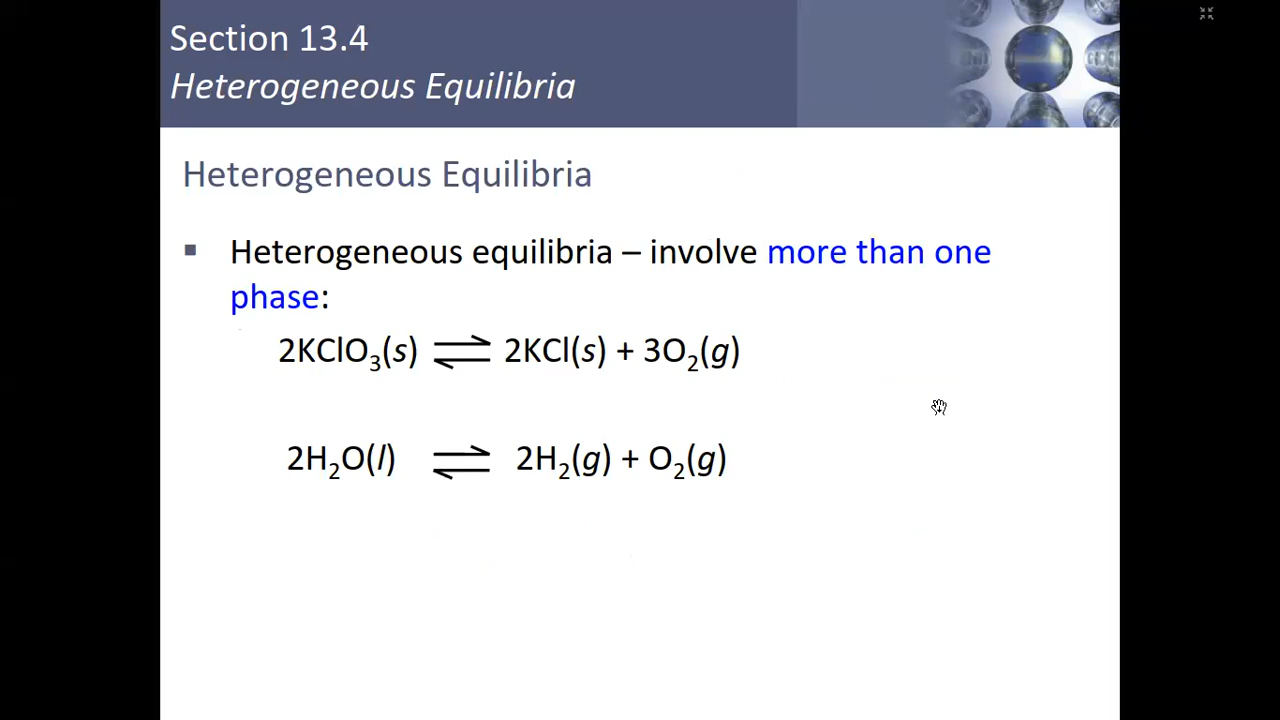 Section 13.4
Heterogeneous Equilibria
Heterogeneous Equilibria
▪ Heterogeneous equilibria – involve more than one
phase:
2KClO₃(s) ⇌ 2KCl(s) + 3O₂(g)
2H₂O(l) ⇌ 2H₂(g) + O₂(g)